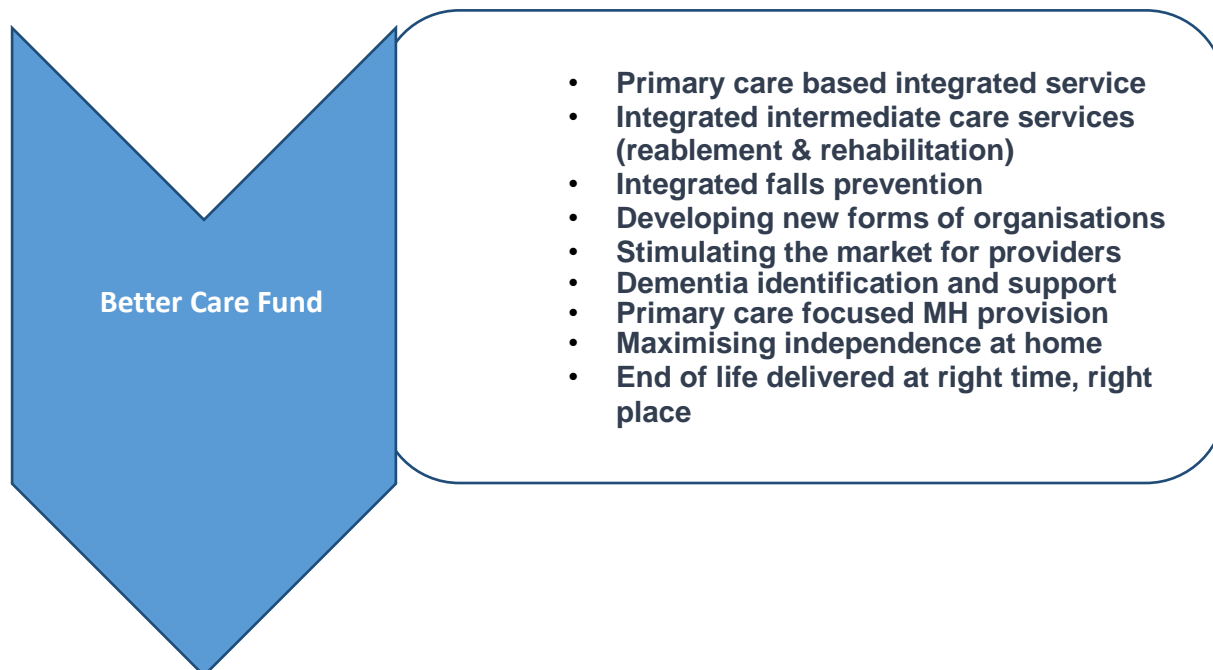 Better Care Fund
• Primary care based integrated service
• Integrated intermediate care services
(reablement & rehabilitation)
• Integrated falls prevention
• Developing new forms of organisations
• Stimulating the market for providers
• Dementia identification and support
• Primary care focused MH provision
• Maximising independence at home
• End of life delivered at right time, right
place